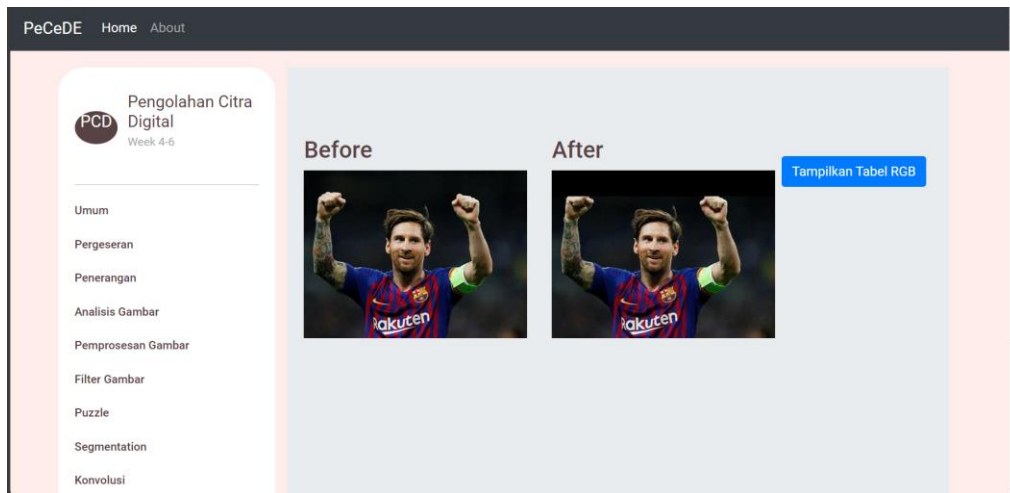 PeCeDE Home About
PCD
Pengolahan Citra
Digital
Week 4-6
Umum
Pergeseran
Penerangan
Analisis Gambar
Pemprosesan Gambar
Filter Gambar
Puzzle
Segmentation
Konvolusi
Before
After
Tampilkan Tabel RGB
Rakuten
Rakuten